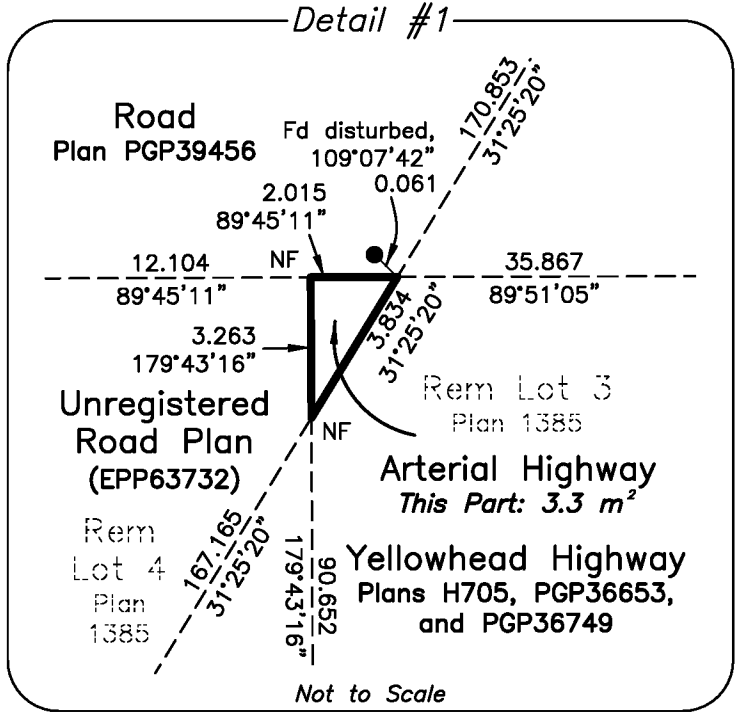 Detail #1
Road
Plan PGP39456
Fd disturbed,
109°07'42"
0.061
170.853
31°25'20"
2.015
89°45'11"
12.104
89°45'11"
NF
35.867
89°51'05"
3.263
179°43'16"
3.834
31°25'20"
Rem Lot 3
Plan 1385
Unregistered
Road Plan
(EPP63732)
NF
Arterial Highway
This Part: 3.3 m²
Rem
Lot 4
Plan
1385
167.165
31°25'20"
90.652
179°43'16"
Yellowhead Highway
Plans H705, PGP36653,
and PGP36749
Not to Scale